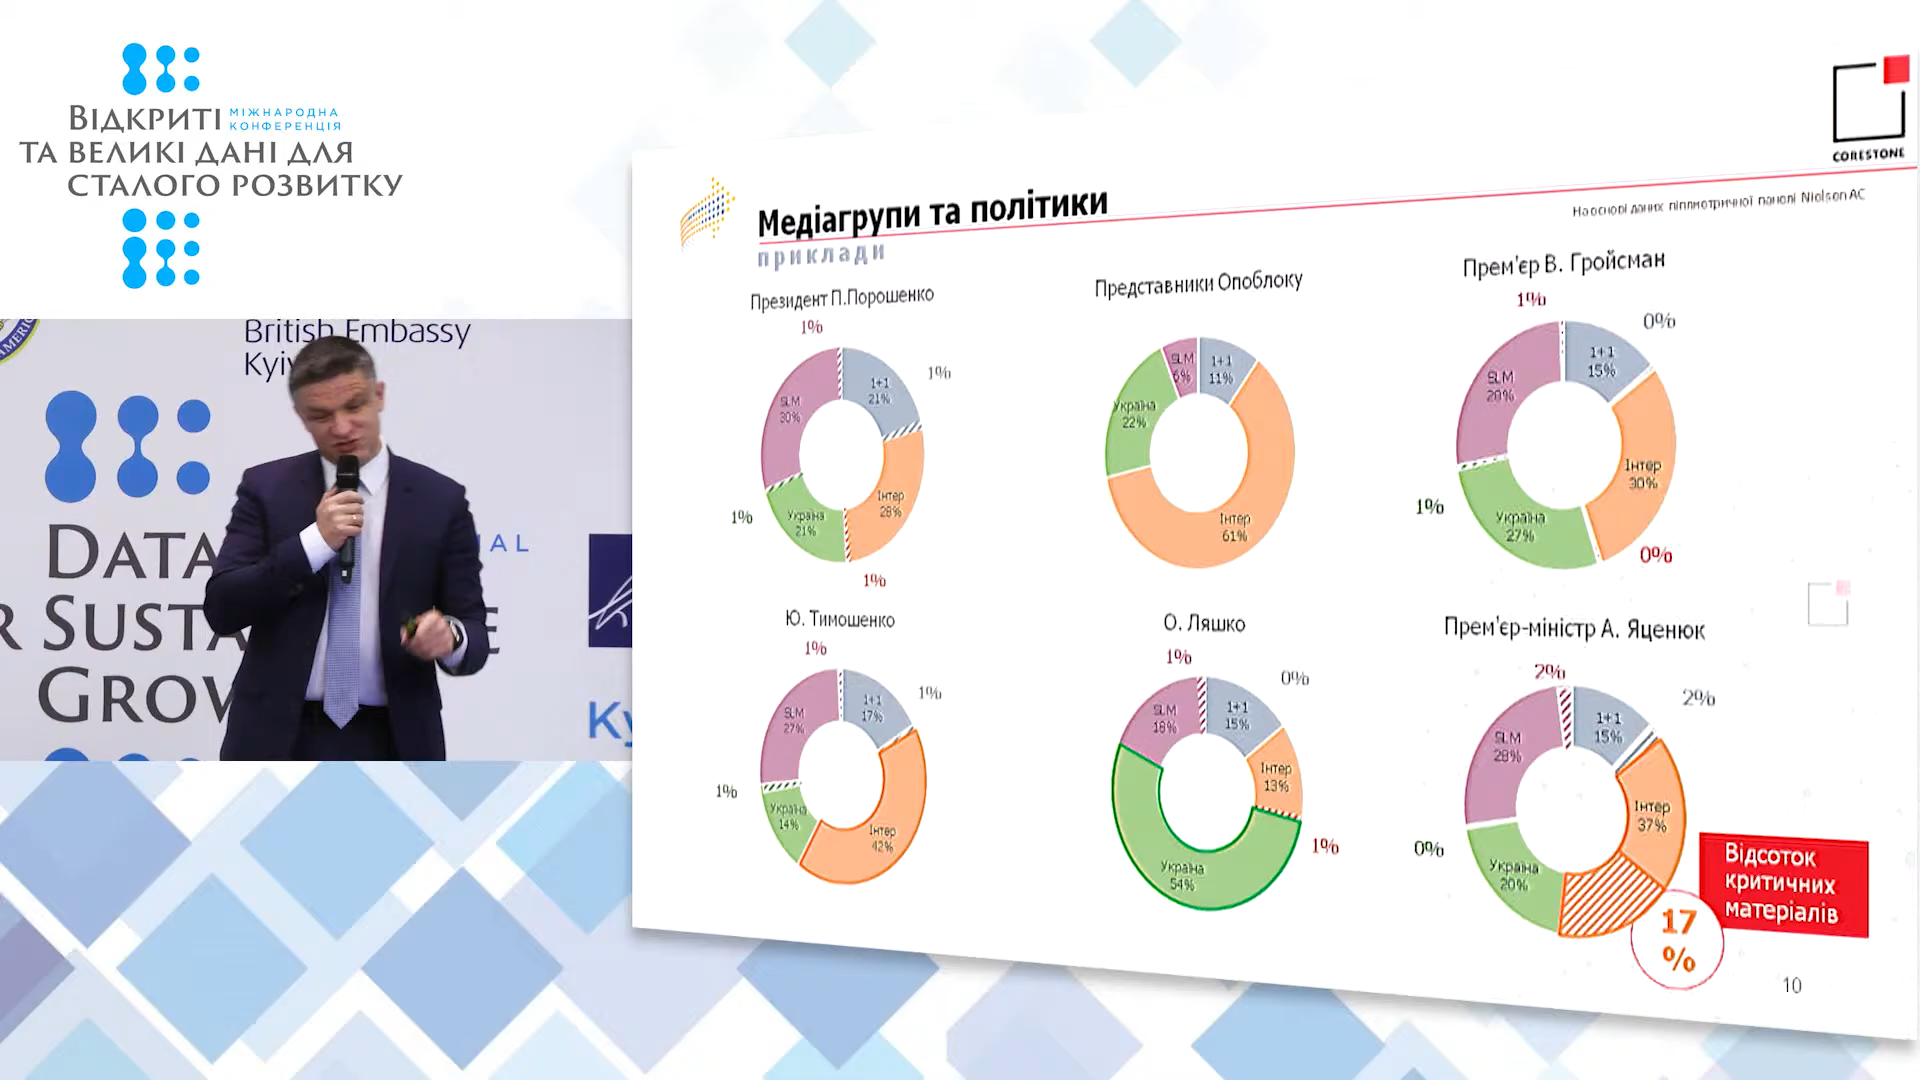 ВІДКРИТІ МІЖНАРОДНА КОНФЕРЕНЦІЯ
ТА ВЕЛИКІ ДАНІ ДЛЯ
СТАЛОГО РОЗВИТКУ
British Embassy
Kyiv
DATA
AL
R SUSTA E
GROW
Ky
CORESTONE
Медіагрупи та політики
приклади
На основі даних піплметричної панелі Nielsen AC
Президент П.Порошенко
1%
1%
1+1
21%
SLM
30%
Інтер
28%
Україна
21%
1%
1%
Представники Опоблоку
SLM
6%
1+1
11%
Україна
22%
Інтер
61%
Прем'єр В. Гройсман
1%
0%
1+1
15%
SLM
Інтер
30%
Україна
27%
1%
0%
Ю. Тимошенко
1%
1%
1+1
17%
SLM
27%
Україна
14%
Інтер
42%
1%
О. Ляшко
1%
0%
SLM
18%
1+1
15%
Інтер
13%
1%
Україна
54%
Прем'єр-міністр А. Яценюк
2%
2%
1+1
15%
SLM
28%
Інтер
37%
0%
Україна
20%
Відсоток
критичних
матеріалів
17
%
10